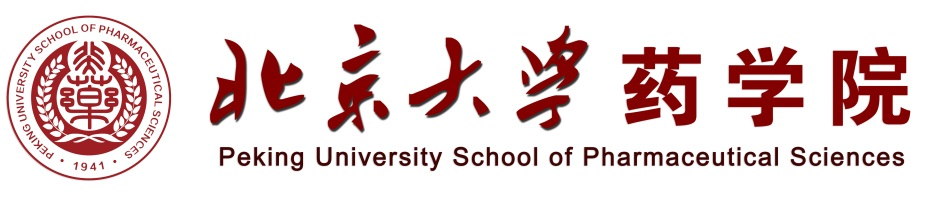 PEKING UNIVERSITY SCHOOL OF PHARMACEUTICAL SCIENCES
· 1941 ·
藥
北京大学 药学院
Peking University School of Pharmaceutical Sciences